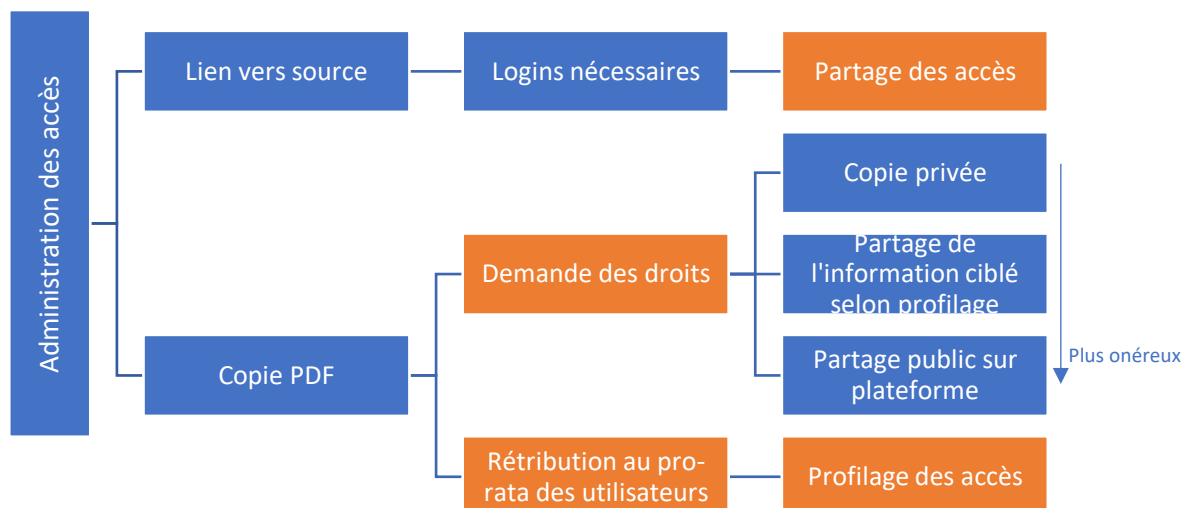 Administration des accès
Lien vers source
Logins nécessaires
Partage des accès
Copie PDF
Demande des droits
Copie privée
Partage de
l'information ciblé
selon profilage
Partage public sur
plateforme
Plus onéreux
Rétribution au pro-
rata des utilisateurs
Profilage des accès